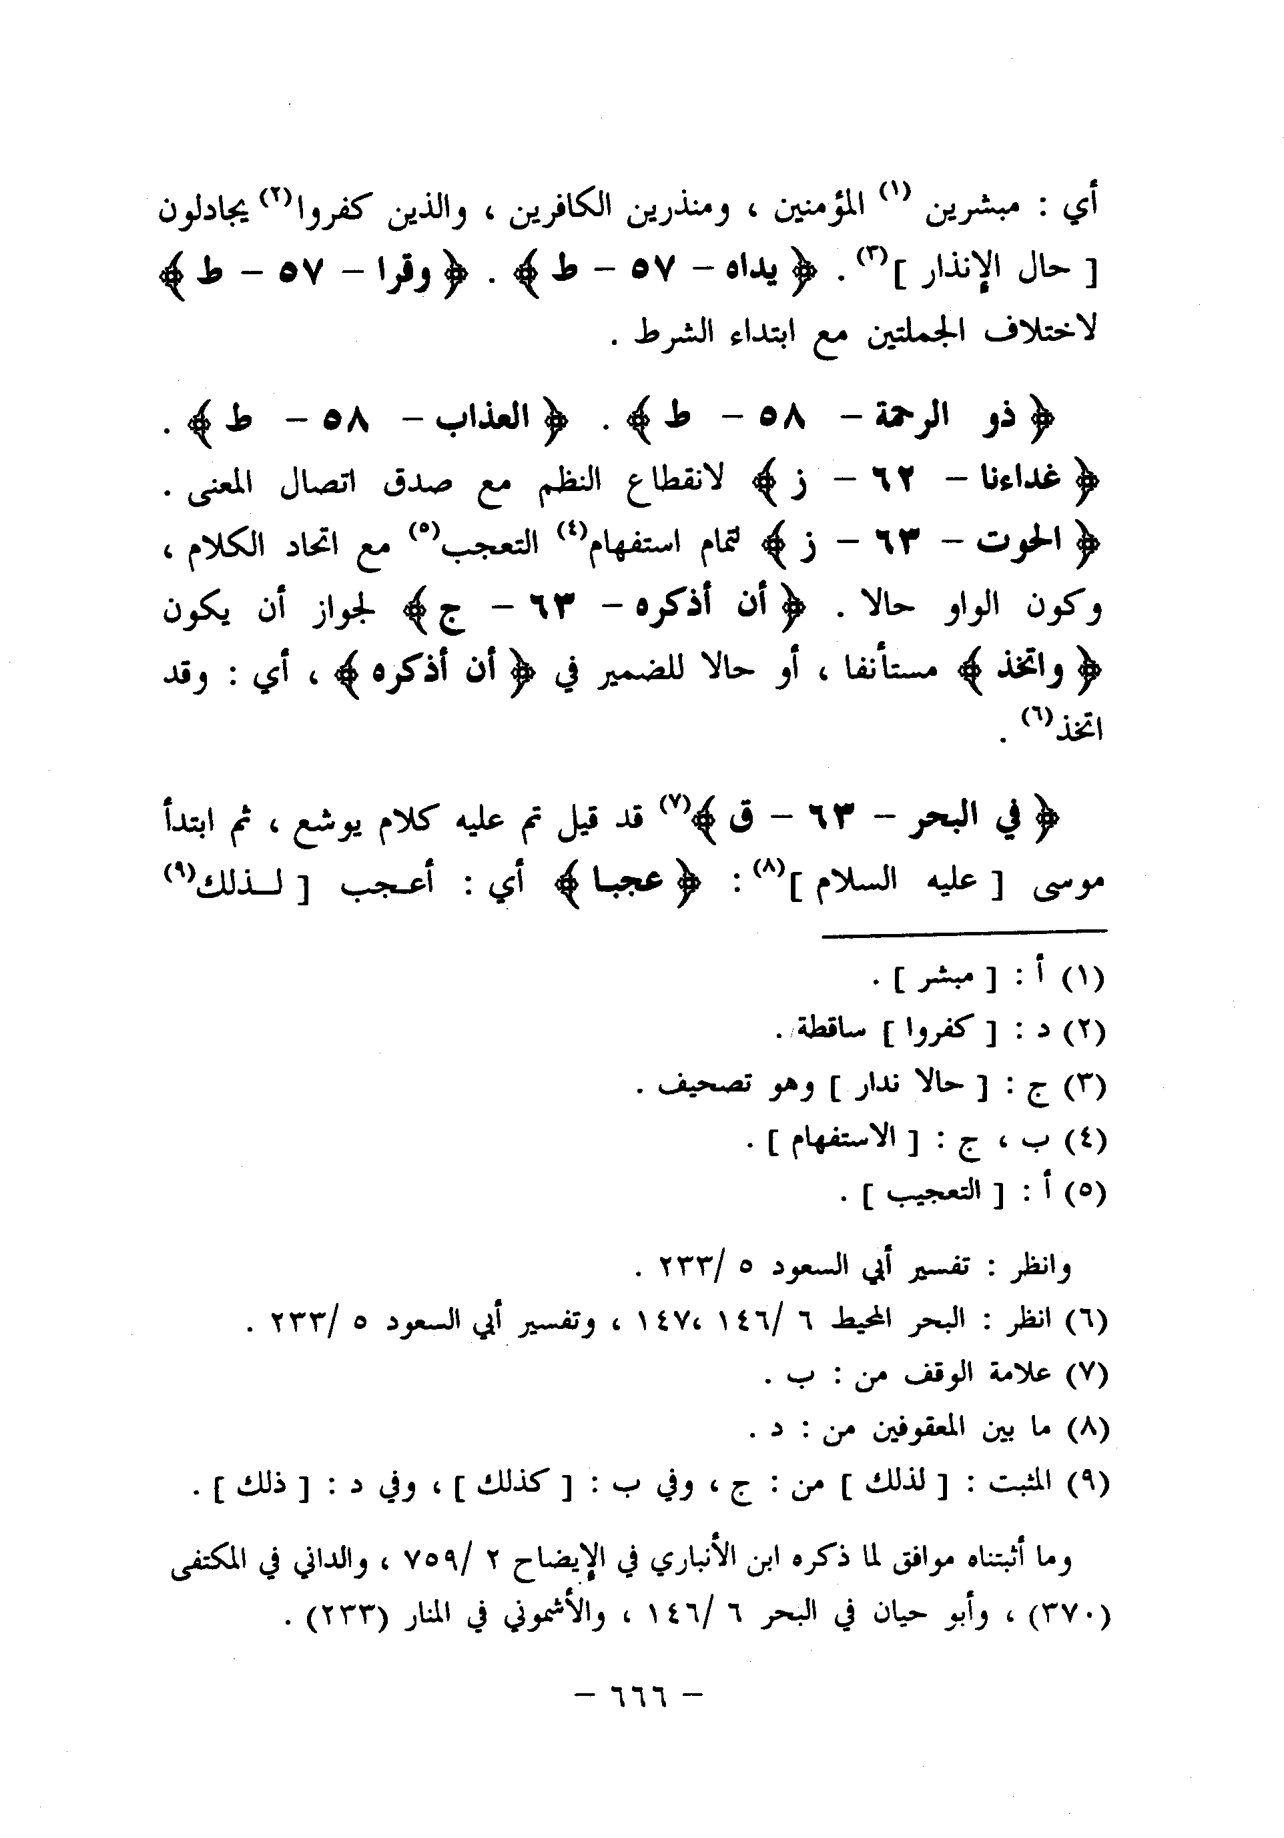 أي : مبشرين (١) المؤمنين ، ومنذرين الكافرين ، والذين كفروا(٢) يجادلون
[ حال الإنذار ](٣) . ﴿ يداه – ٥٧ – ط ﴾ . ﴿ وقرا – ٥٧ – ط ﴾
لاختلاف الجملتين مع ابتداء الشرط .
﴿ ذو الرحمة – ٥٨ – ط ﴾ . ﴿ العذاب – ٥٨ – ط ﴾ .
﴿ غداءنا – ٦٢ – ز ﴾ لانقطاع النظم مع صدق اتصال المعنى .
﴿ الحوت – ٦٣ – ز ﴾ لتمام استفهام(٤) التعجب(٥) مع اتحاد الكلام ،
وكون الواو حالا . ﴿ أن أذكره – ٦٣ – ج ﴾ لجواز أن يكون
﴿ واتخذ ﴾ مستأنفا ، أو حالا للضمير في ﴿ أن أذكره ﴾ ، أي : وقد
اتخذ(٦) .
﴿ في البحر – ٦٣ – ق ﴾(٧) قد قيل تم عليه كلام يوشع ، ثم ابتدأ
موسى [ عليه السلام ](٨) : ﴿ عجبا ﴾ أي : أعجب [ لـذلك(٩)
(١) أ : [ مبشر ] .
(٢) د : [ كفروا ] ساقطة .
(٣) ج : [ حالا ندار ] وهو تصحيف .
(٤) ب ، ج : [ الاستفهام ] .
(٥) أ : [ التعجيب ] .
وانظر : تفسير أبي السعود ٥ /٢٣٣ .
(٦) انظر : البحر المحيط ٦ /١٤٦ ،١٤٧ ، وتفسير أبي السعود ٥ /٢٣٣ .
(٧) علامة الوقف من : ب .
(٨) ما بين المعقوفين من : د .
(٩) المثبت : [ لذلك ] من : ج ، وفي ب : [ كذلك ] ، وفي د : [ ذلك ] .
وما أثبتناه موافق لما ذكره ابن الأنباري في الإيضاح ٢ /٧٥٩ ، والداني في المكتفى
(٣٧٠) ، وأبو حيان في البحر ٦ /١٤٦ ، والأشموني في المنار (٢٣٣) .
– ٦٦٦ –